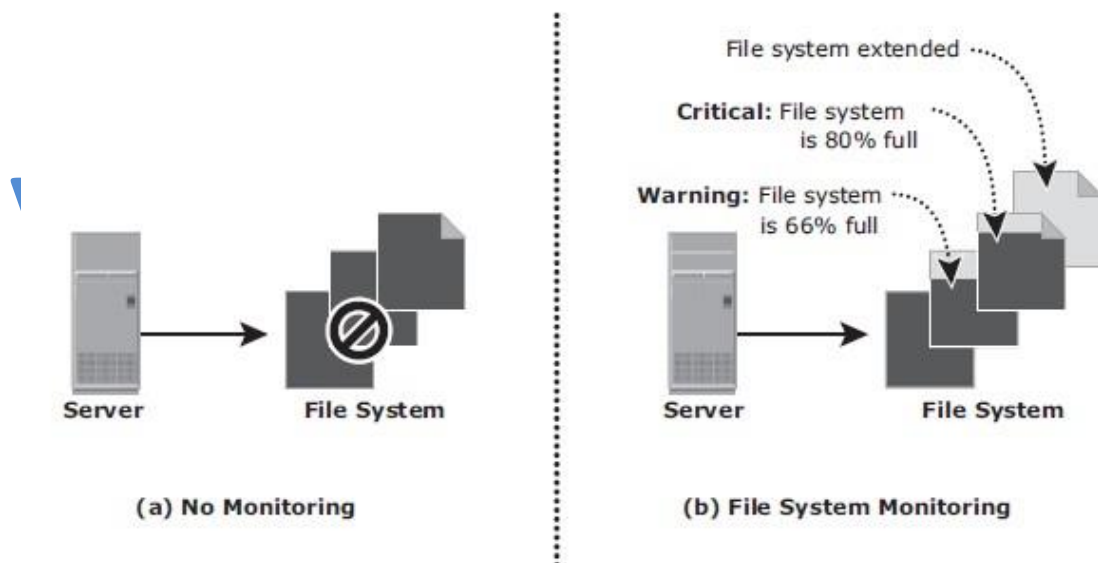 File system extended
Critical: File system
is 80% full
Warning: File system
is 66% full
Server
File System
Server
File System
(a) No Monitoring
(b) File System Monitoring